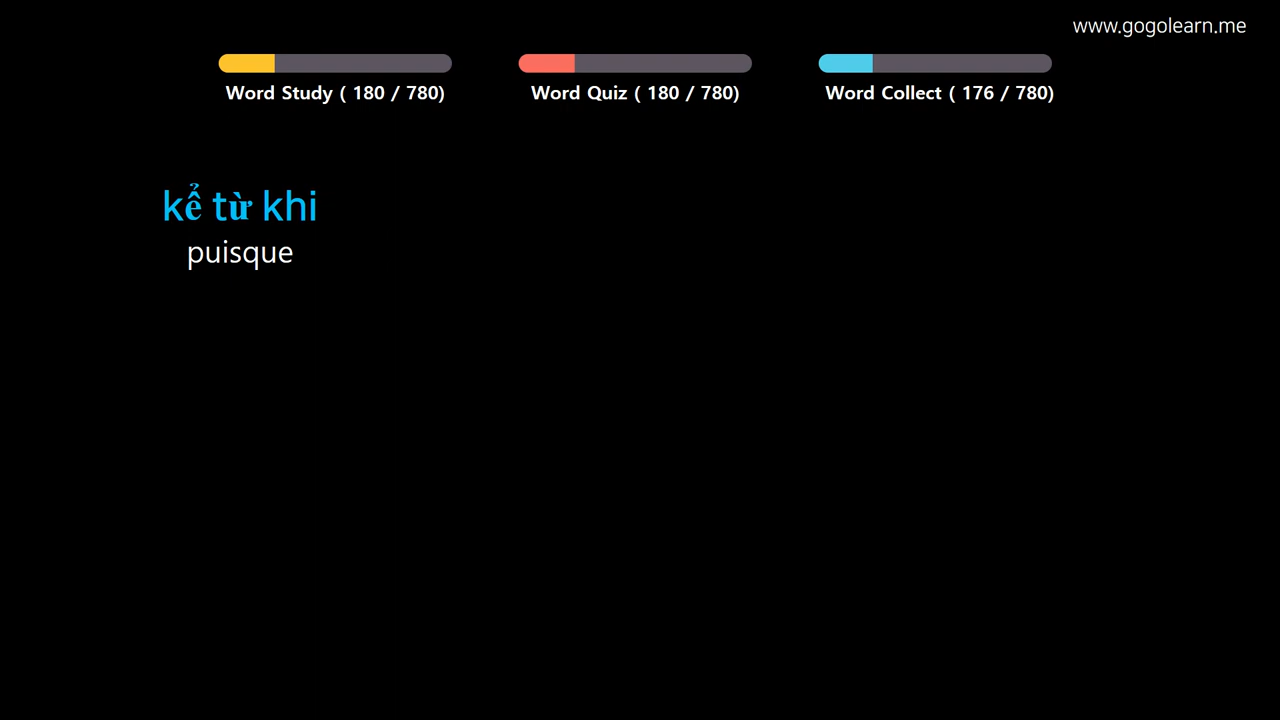 www.gogolearn.me
Word Study ( 180 / 780)
Word Quiz ( 180 / 780)
Word Collect ( 176 / 780)
kể từ khi
puisque